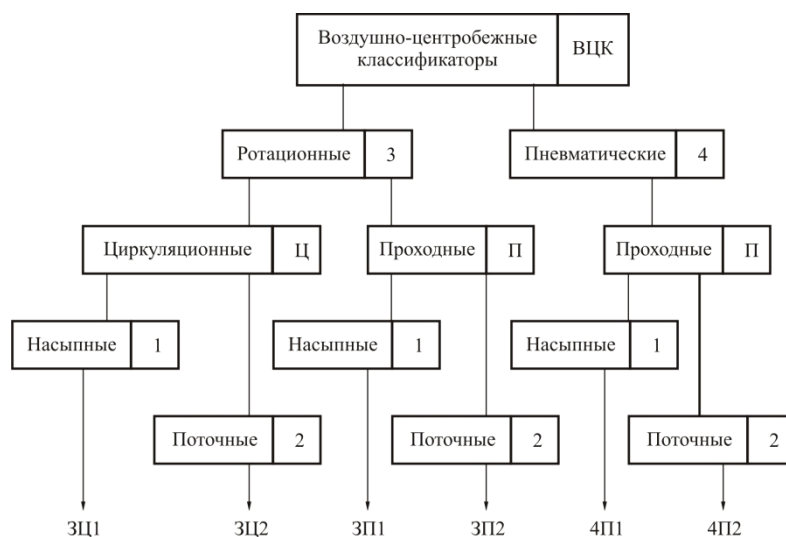 Воздушно-центробежные
классификаторы
ВЦК
Ротационные 3
Пневматические 4
Циркуляционные Ц
Проходные П
Проходные П
Насыпные 1
Насыпные 1
Насыпные 1
Поточные 2
Поточные 2
Поточные 2
3Ц1 3Ц2 3П1 3П2 4П1 4П2